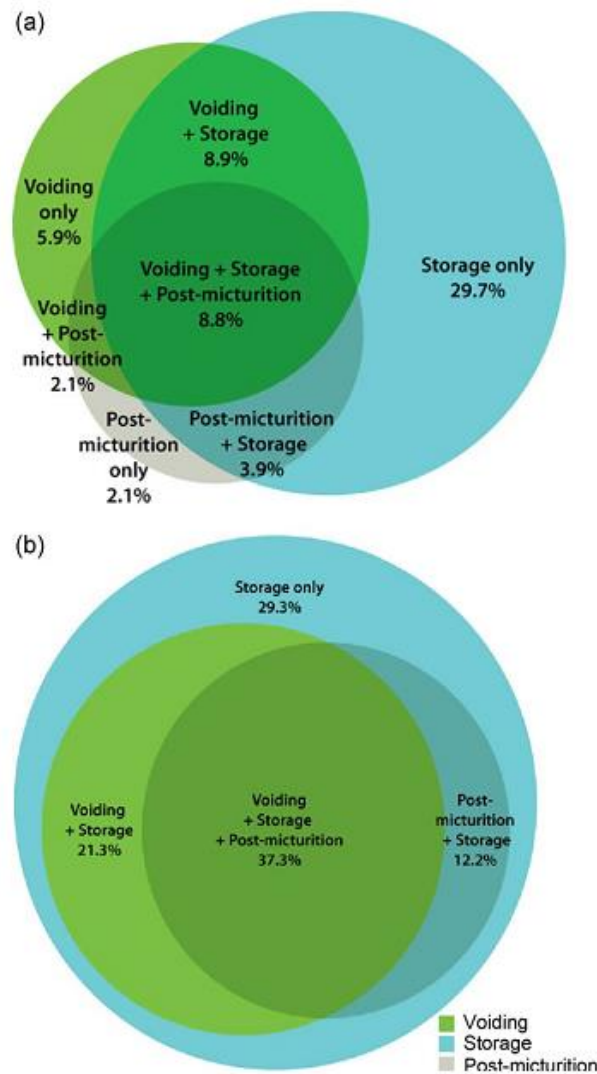 (a)
Voiding
+ Storage
8.9%
Voiding
only
5.9%
Voiding + Storage
+ Post-micturition
8.8%
Storage only
29.7%
Voiding
+ Post-
micturition
2.1%
Post-
micturition
only
2.1%
Post-micturition
+ Storage
3.9%
(b)
Storage only
29.3%
Voiding
+ Storage
21.3%
Voiding
+ Storage
+ Post-micturition
37.3%
Post-
micturition
+ Storage
12.2%
Voiding
Storage
Post-micturition